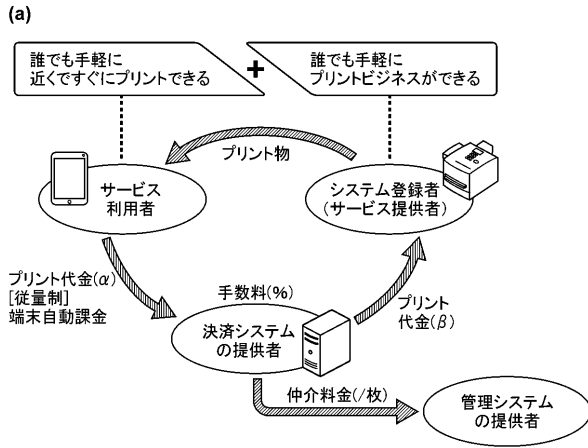 (a)
誰でも手軽に
近くですぐにプリントできる
+
誰でも手軽に
プリントビジネスができる
プリント物
サービス
利用者
システム登録者
(サービス提供者)
プリント代金(α)
[従量制]
端末自動課金
手数料(%)
決済システム
の提供者
プリント
代金(β)
仲介料金(/枚)
管理システム
の提供者